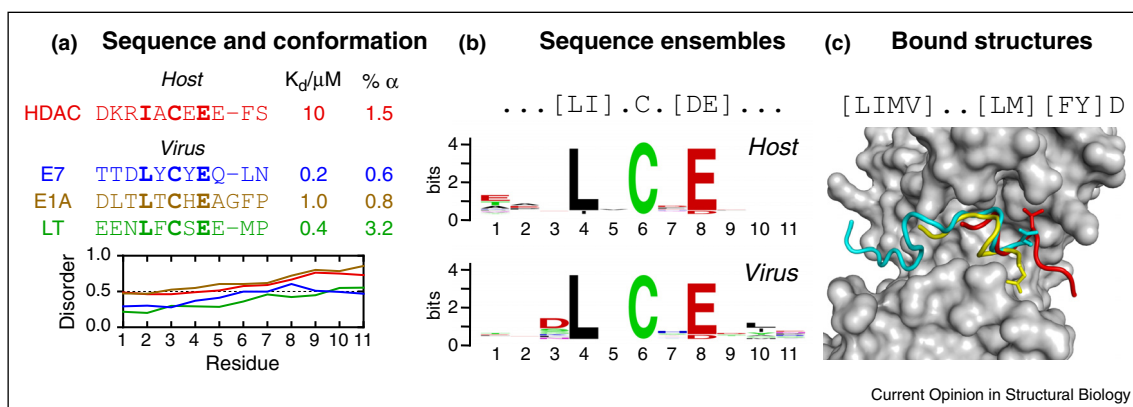 (a) Sequence and conformation
Host K_d/μM % α
HDAC DKRIACEEE-FS 10 1.5
Virus
E7 TTDLYCYEQ-LN 0.2 0.6
E1A DLTLTCHEAGFP 1.0 0.8
LT EENLFCSEE-MP 0.4 3.2
Disorder
1.0
0.5
0.0
1 2 3 4 5 6 7 8 9 10 11
Residue
(b) Sequence ensembles
...[LI].C.[DE]...
Host
bits
4
2
0
L C E
1 2 3 4 5 6 7 8 9 10 11
Virus
bits
4
2
0
D L C E
1 2 3 4 5 6 7 8 9 10 11
(c) Bound structures
[LIMV]..[LM][FY]D
Current Opinion in Structural Biology